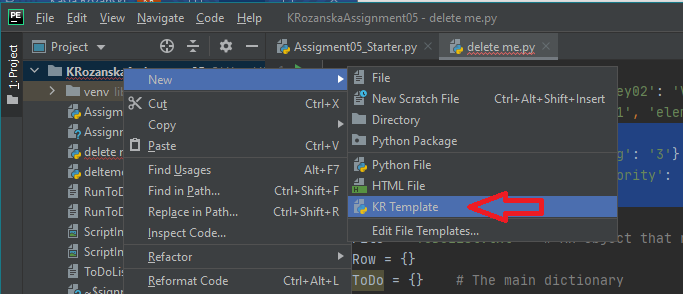 PE File Edit View Navigate Code KRozanskaAssignment05 - delete me.py
1: Project
Project
Assigment05_Starter.py
delete me.py
KRozanska
venv
Assigm
Assignm
delete
delteme
RunToD
RunToD
ScriptIn
ScriptIn
ToDoLis
New
Cut Ctrl+X
Copy
Paste Ctrl+V
Find Usages Alt+F7
Find in Path... Ctrl+Shift+F
Replace in Path... Ctrl+Shift+R
Inspect Code...
Refactor
Reformat Code Ctrl+Alt+L
File
New Scratch File Ctrl+Alt+Shift+Insert
Directory
Python Package
Python File
HTML File
KR Template
Edit File Templates...
ey02': '
1', 'ele
g': '3'}
ority':
object that
Row = {}
ToDo = {} # The main dictionary